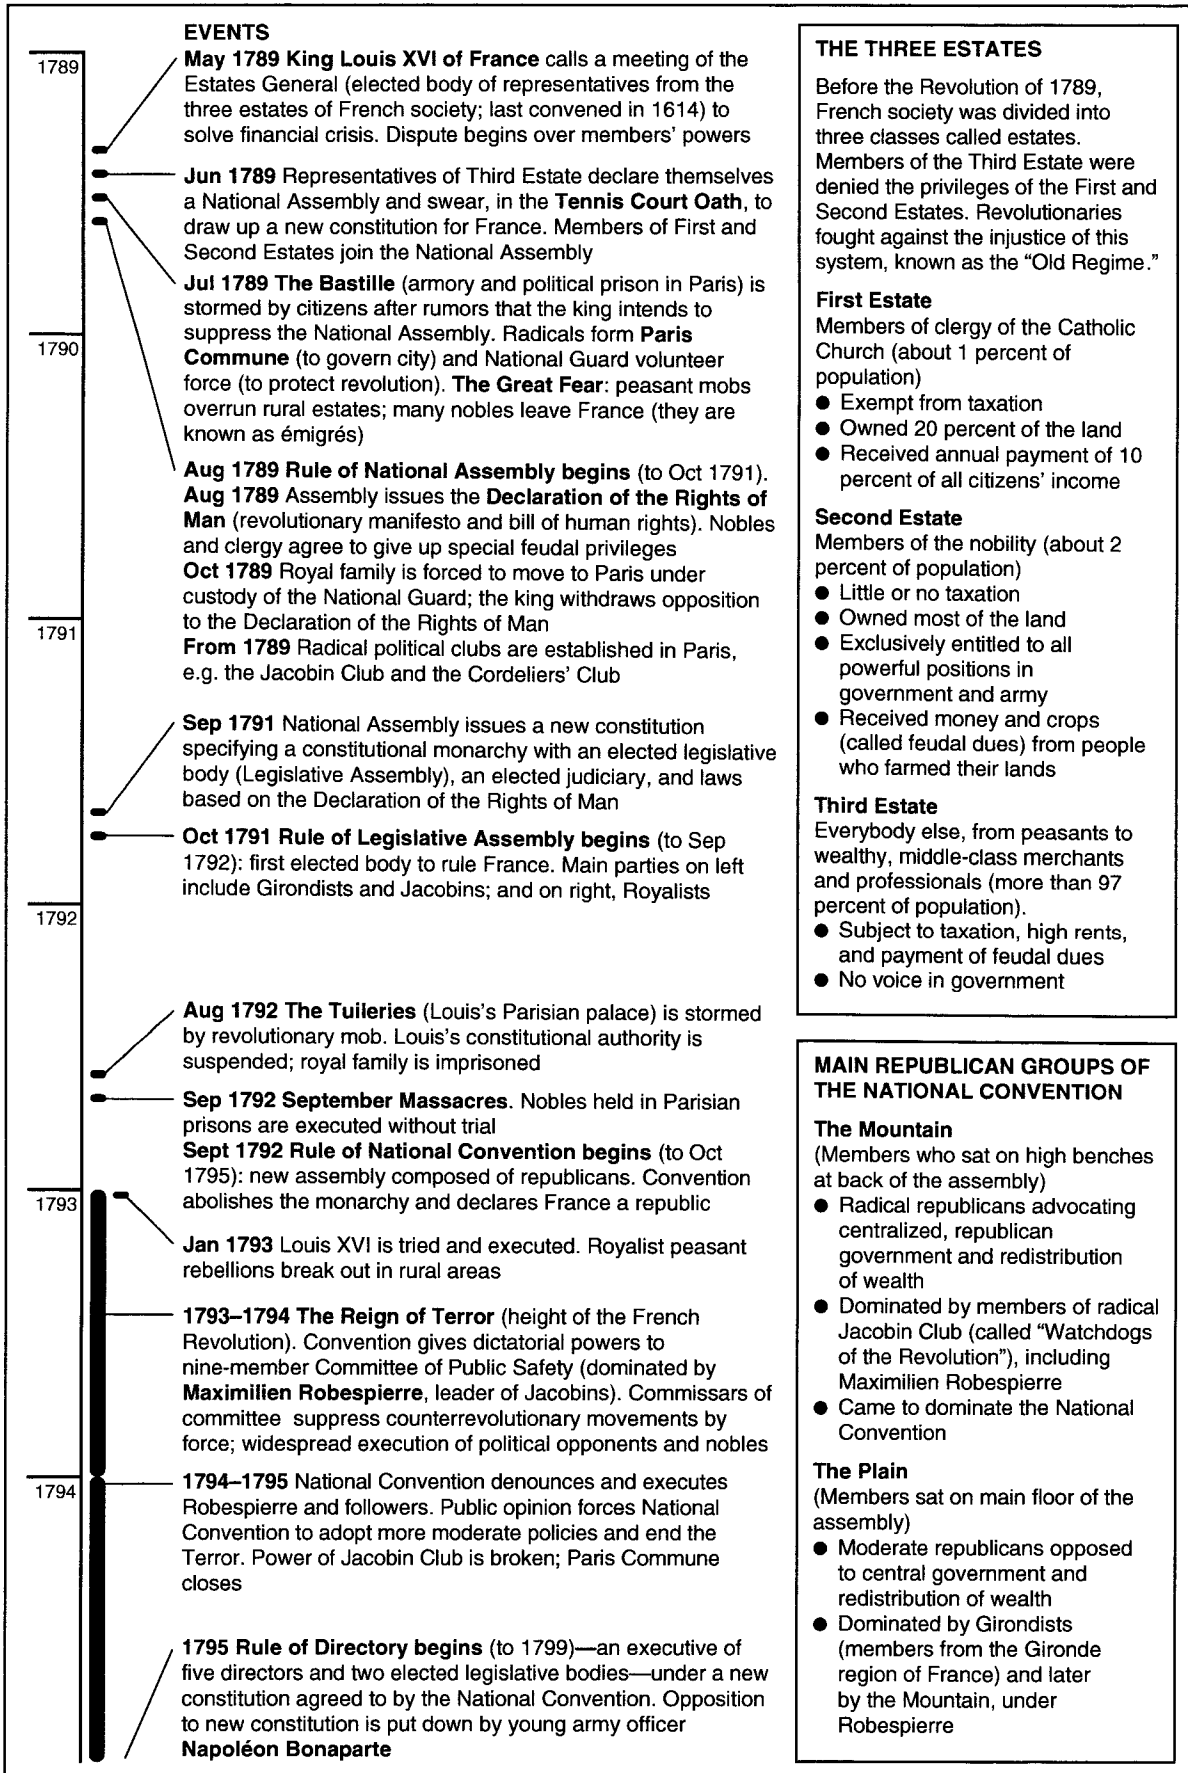 EVENTS
1789
May 1789 King Louis XVI of France calls a meeting of the
Estates General (elected body of representatives from the
three estates of French society; last convened in 1614) to
solve financial crisis. Dispute begins over members' powers
Jun 1789 Representatives of Third Estate declare themselves
a National Assembly and swear, in the Tennis Court Oath, to
draw up a new constitution for France. Members of First and
Second Estates join the National Assembly
Jul 1789 The Bastille (armory and political prison in Paris) is
stormed by citizens after rumors that the king intends to
suppress the National Assembly. Radicals form Paris
1790
Commune (to govern city) and National Guard volunteer
force (to protect revolution). The Great Fear: peasant mobs
overrun rural estates; many nobles leave France (they are
known as émigrés)
Aug 1789 Rule of National Assembly begins (to Oct 1791).
Aug 1789 Assembly issues the Declaration of the Rights of
Man (revolutionary manifesto and bill of human rights). Nobles
and clergy agree to give up special feudal privileges
Oct 1789 Royal family is forced to move to Paris under
custody of the National Guard; the king withdraws opposition
to the Declaration of the Rights of Man
1791
From 1789 Radical political clubs are established in Paris,
e.g. the Jacobin Club and the Cordeliers' Club
Sep 1791 National Assembly issues a new constitution
specifying a constitutional monarchy with an elected legislative
body (Legislative Assembly), an elected judiciary, and laws
based on the Declaration of the Rights of Man
Oct 1791 Rule of Legislative Assembly begins (to Sep
1792): first elected body to rule France. Main parties on left
include Girondists and Jacobins; and on right, Royalists
1792
Aug 1792 The Tuileries (Louis's Parisian palace) is stormed
by revolutionary mob. Louis's constitutional authority is
suspended; royal family is imprisoned
Sep 1792 September Massacres. Nobles held in Parisian
prisons are executed without trial
Sept 1792 Rule of National Convention begins (to Oct
1795): new assembly composed of republicans. Convention
abolishes the monarchy and declares France a republic
1793
Jan 1793 Louis XVI is tried and executed. Royalist peasant
rebellions break out in rural areas
1793–1794 The Reign of Terror (height of the French
Revolution). Convention gives dictatorial powers to
nine-member Committee of Public Safety (dominated by
Maximilien Robespierre, leader of Jacobins). Commissars of
committee suppress counterrevolutionary movements by
force; widespread execution of political opponents and nobles
1794
1794–1795 National Convention denounces and executes
Robespierre and followers. Public opinion forces National
Convention to adopt more moderate policies and end the
Terror. Power of Jacobin Club is broken; Paris Commune
closes
1795 Rule of Directory begins (to 1799)—an executive of
five directors and two elected legislative bodies—under a new
constitution agreed to by the National Convention. Opposition
to new constitution is put down by young army officer
Napoléon Bonaparte
THE THREE ESTATES
Before the Revolution of 1789,
French society was divided into
three classes called estates.
Members of the Third Estate were
denied the privileges of the First and
Second Estates. Revolutionaries
fought against the injustice of this
system, known as the "Old Regime."
First Estate
Members of clergy of the Catholic
Church (about 1 percent of
population)
● Exempt from taxation
● Owned 20 percent of the land
● Received annual payment of 10
percent of all citizens' income
Second Estate
Members of the nobility (about 2
percent of population)
● Little or no taxation
● Owned most of the land
● Exclusively entitled to all
powerful positions in
government and army
● Received money and crops
(called feudal dues) from people
who farmed their lands
Third Estate
Everybody else, from peasants to
wealthy, middle-class merchants
and professionals (more than 97
percent of population).
● Subject to taxation, high rents,
and payment of feudal dues
● No voice in government
MAIN REPUBLICAN GROUPS OF
THE NATIONAL CONVENTION
The Mountain
(Members who sat on high benches
at back of the assembly)
● Radical republicans advocating
centralized, republican
government and redistribution
of wealth
● Dominated by members of radical
Jacobin Club (called "Watchdogs
of the Revolution"), including
Maximilien Robespierre
● Came to dominate the National
Convention
The Plain
(Members sat on main floor of the
assembly)
● Moderate republicans opposed
to central government and
redistribution of wealth
● Dominated by Girondists
(members from the Gironde
region of France) and later
by the Mountain, under
Robespierre